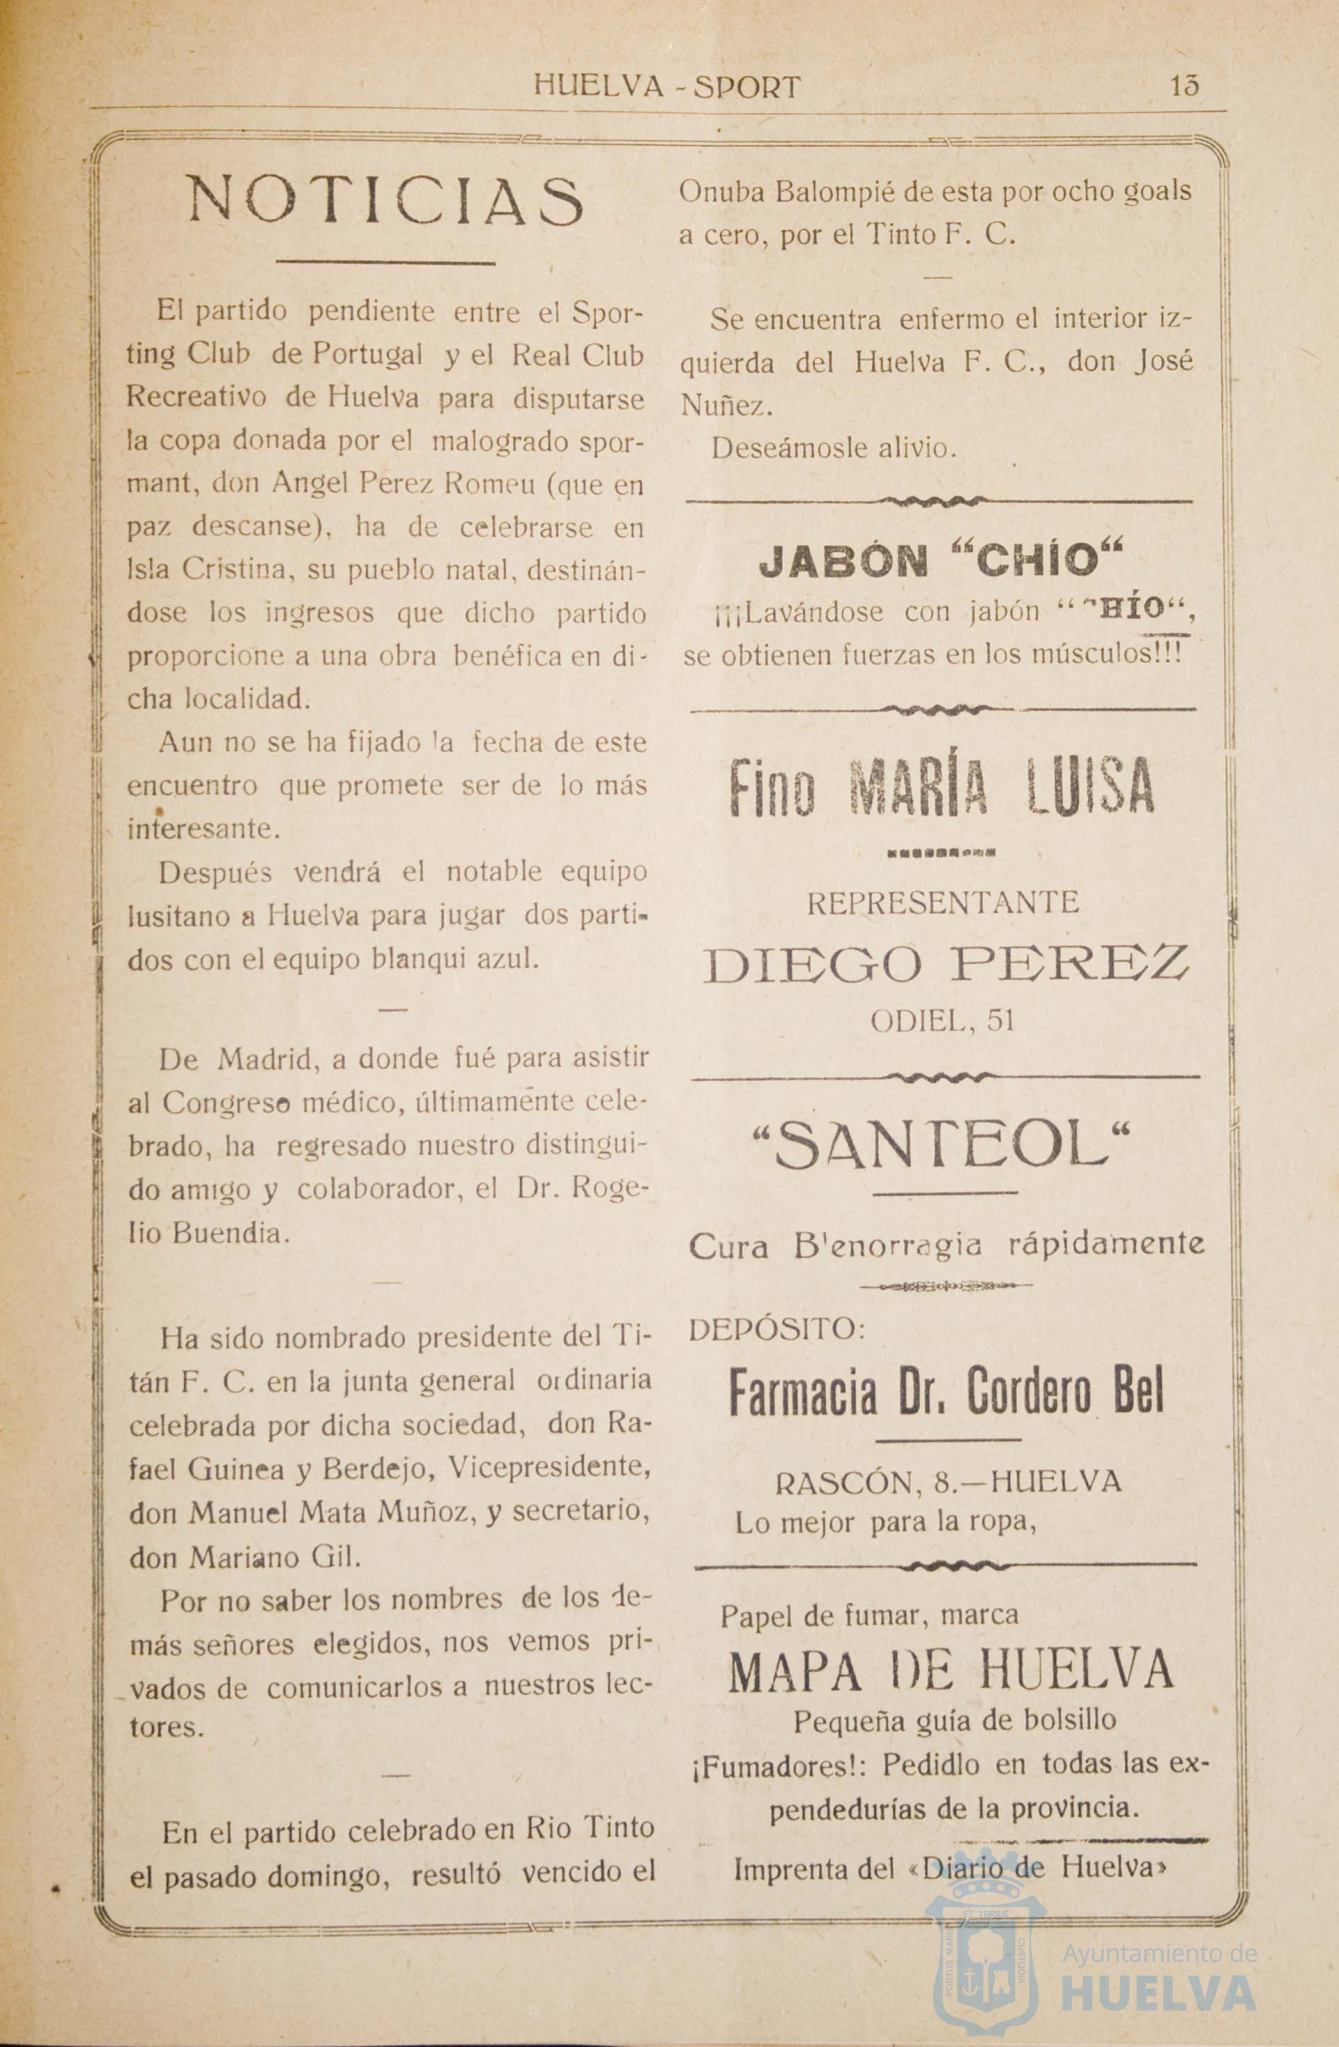 HUELVA - SPORT
13
NOTICIAS
El partido pendiente entre el Spor-
ting Club de Portugal y el Real Club
Recreativo de Huelva para disputarse
la copa donada por el malogrado spor-
mant, don Angel Perez Romeu (que en
paz descanse), ha de celebrarse en
Isla Cristina, su pueblo natal, destinán-
dose los ingresos que dicho partido
proporcione a una obra benéfica en di-
cha localidad.
Aun no se ha fijado la fecha de este
encuentro que promete ser de lo más
interesante.
Después vendrá el notable equipo
lusitano a Huelva para jugar dos parti-
dos con el equipo blanqui azul.
De Madrid, a donde fué para asistir
al Congreso médico, últimamente cele-
brado, ha regresado nuestro distingui-
do amigo y colaborador, el Dr. Roge-
lio Buendia.
Ha sido nombrado presidente del Ti-
tán F. C. en la junta general ordinaria
celebrada por dicha sociedad, don Ra-
fael Guinea y Berdejo, Vicepresidente,
don Manuel Mata Muñoz, y secretario,
don Mariano Gil.
Por no saber los nombres de los de-
más señores elegidos, nos vemos pri-
vados de comunicarlos a nuestros lec-
tores.
En el partido celebrado en Rio Tinto
el pasado domingo, resultó vencido el
Onuba Balompié de esta por ocho goals
a cero, por el Tinto F. C.
Se encuentra enfermo el interior iz-
quierda del Huelva F. C., don José
Nuñez.
Deseámosle alivio.
JABÓN “CHÍO“
¡¡¡Lavándose con jabón “CHÍO“,
se obtienen fuerzas en los músculos!!!
Fino MARÍA LUISA
REPRESENTANTE
DIEGO PEREZ
ODIEL, 51
“SANTEOL“
Cura Blenorragia rápidamente
DEPÓSITO:
Farmacia Dr. Cordero Bel
RASCÓN, 8.—HUELVA
Lo mejor para la ropa,
Papel de fumar, marca
MAPA DE HUELVA
Pequeña guía de bolsillo
¡Fumadores!: Pedidlo en todas las ex-
pendedurías de la provincia.
Imprenta del «Diario de Huelva»
PORTUS MARIS
ET TERRÆ
CUSTODIA
Ayuntamiento de
HUELVA